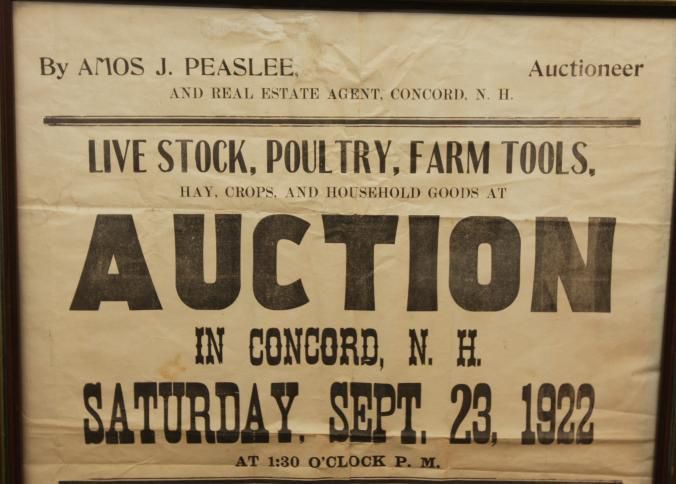 By AMOS J. PEASLEE, Auctioneer
AND REAL ESTATE AGENT, CONCORD, N. H.
LIVE STOCK, POULTRY, FARM TOOLS,
HAY, CROPS, AND HOUSEHOLD GOODS AT
AUCTION
IN CONCORD, N. H.
SATURDAY, SEPT. 23, 1922
AT 1:30 O'CLOCK P. M.